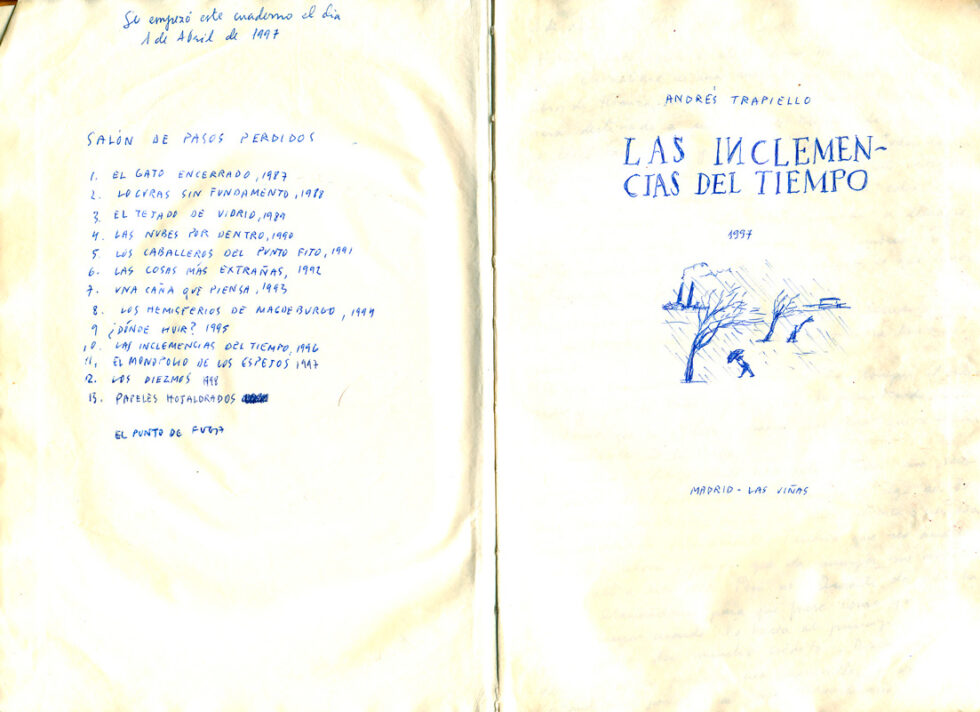 Se empezó este cuaderno el día
1 de Abril de 1997
SALÓN DE PASOS PERDIDOS
1. EL GATO ENCERRADO, 1987
2. LOCURAS SIN FUNDAMENTO, 1988
3. EL TEJADO DE VIDRIO, 1989
4. LAS NUBES POR DENTRO, 1990
5. LOS CABALLEROS DEL PUNTO FIJO, 1991
6. LAS COSAS MÁS EXTRAÑAS, 1992
7. UNA CAÑA QUE PIENSA, 1993
8. LOS HEMISFERIOS DE MAGDEBURGO, 1994
9 ¿DÓNDE HUIR? 1995
10. LAS INCLEMENCIAS DEL TIEMPO, 1996
11. EL MONOPOLIO DE LOS ESPEJOS 1997
12. LOS DIEZMOS 1998
13. PAPELES HOJALDRADOS
EL PUNTO DE FUGA
ANDRÉS TRAPIELLO
LAS INCLEMEN-
CIAS DEL TIEMPO
1997
MADRID - LAS VIÑAS